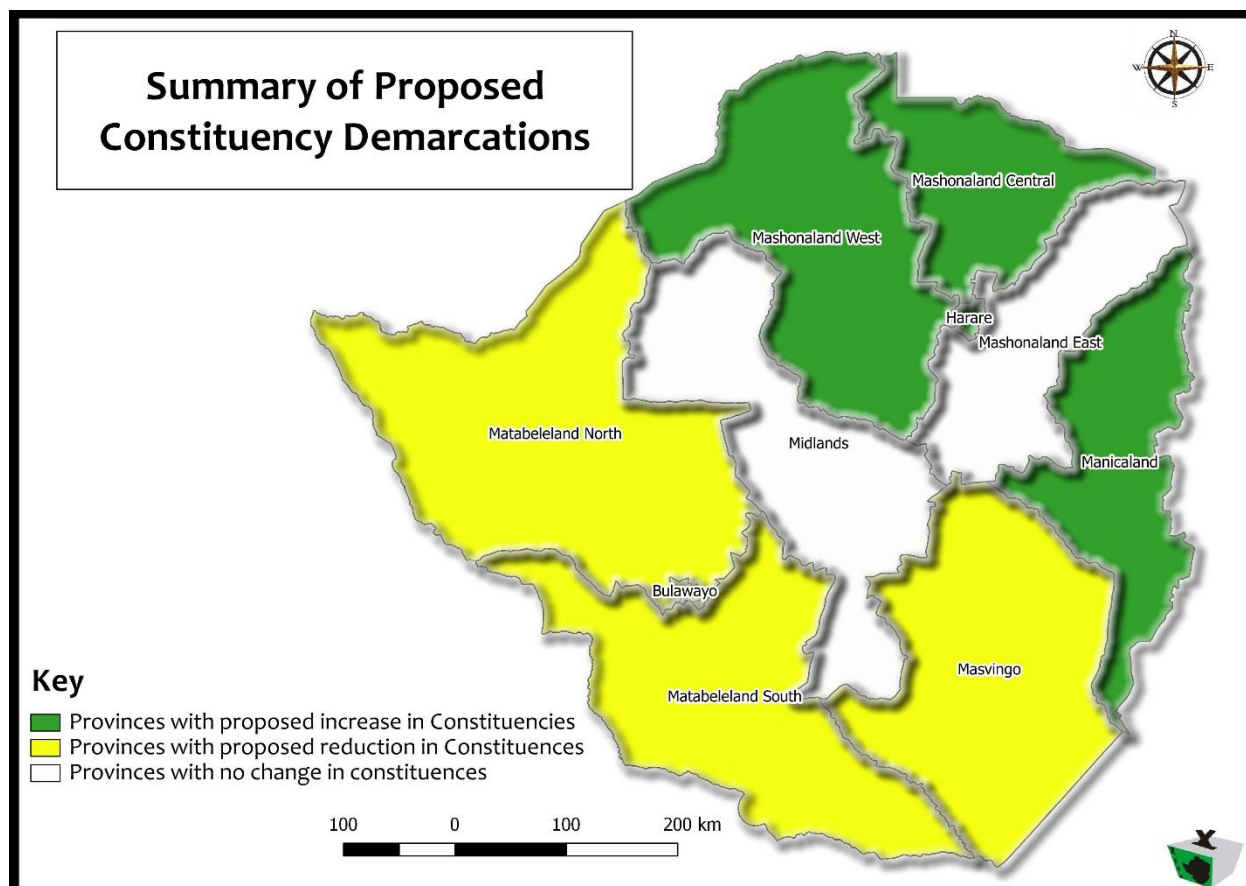 Summary of Proposed
Constituency Demarcations
N
W
E
S
Mashonaland Central
Mashonaland West
Harare
Mashonaland East
Matabeleland North
Midlands
Manicaland
Bulawayo
Masvingo
Matabeleland South
Key
Provinces with proposed increase in Constituencies
Provinces with proposed reduction in Constituences
Provinces with no change in constituences
100 0 100 200 km